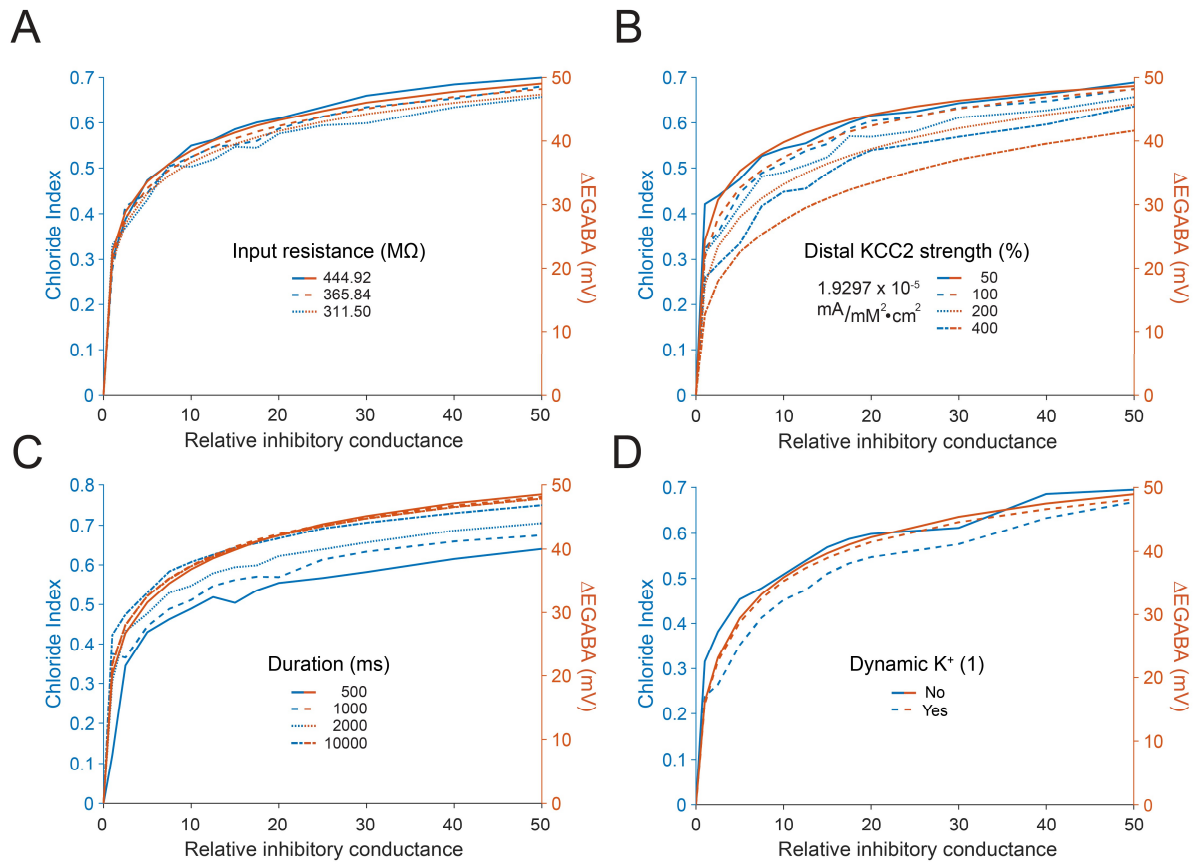 A
0.7
0.6
0.5
0.4
0.3
0.2
0.1
0
Chloride Index
50
40
30
20
10
0
ΔEGABA (mV)
Input resistance (MΩ)
444.92
365.84
311.50
0 10 20 30 40 50
Relative inhibitory conductance
B
0.7
0.6
0.5
0.4
0.3
0.2
0.1
0
Chloride Index
50
40
30
20
10
0
ΔEGABA (mV)
Distal KCC2 strength (%)
1.9297 x 10⁻⁵
mA/mM²•cm²
50
100
200
400
0 10 20 30 40 50
Relative inhibitory conductance
C
0.8
0.7
0.6
0.5
0.4
0.3
0.2
0.1
0
Chloride Index
50
40
30
20
10
0
ΔEGABA (mV)
Duration (ms)
500
1000
2000
10000
0 10 20 30 40 50
Relative inhibitory conductance
D
0.7
0.6
0.5
0.4
0.3
0.2
0.1
0
Chloride Index
50
40
30
20
10
0
ΔEGABA (mV)
Dynamic K⁺ (1)
No
Yes
0 10 20 30 40 50
Relative inhibitory conductance